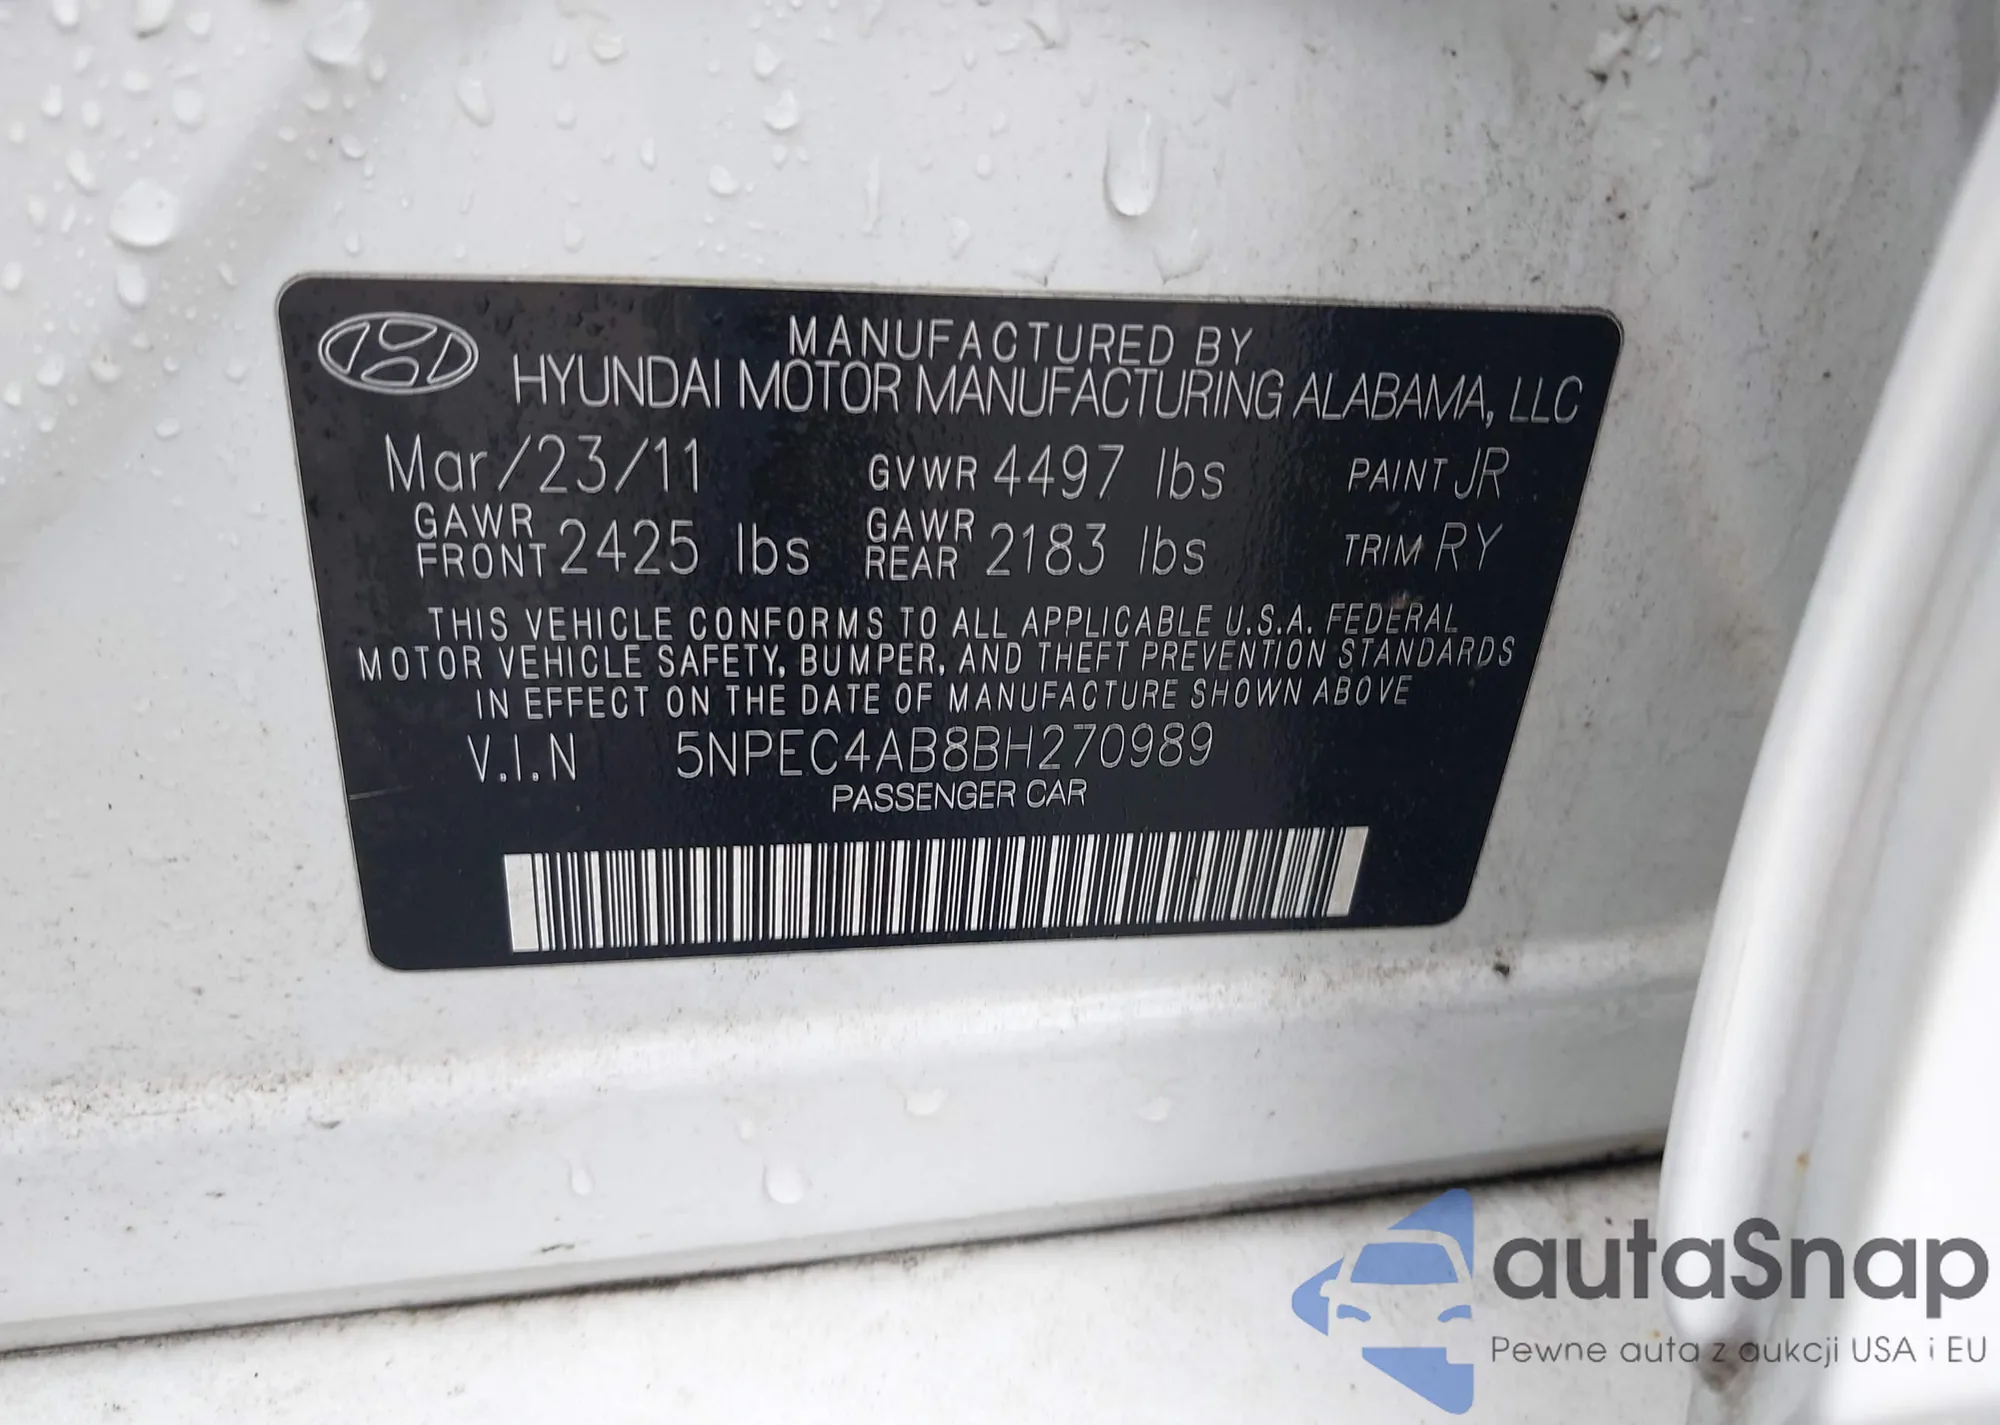 MANUFACTURED BY
HYUNDAI MOTOR MANUFACTURING ALABAMA, LLC
Mar/23/11 GVWR 4497 lbs PAINT JR
GAWR FRONT 2425 lbs GAWR REAR 2183 lbs TRIM RY
THIS VEHICLE CONFORMS TO ALL APPLICABLE U.S.A. FEDERAL
MOTOR VEHICLE SAFETY, BUMPER, AND THEFT PREVENTION STANDARDS
IN EFFECT ON THE DATE OF MANUFACTURE SHOWN ABOVE
V.I.N 5NPEC4AB8BH270989
PASSENGER CAR
autaSnap
Pewne auta z aukcji USA i EU